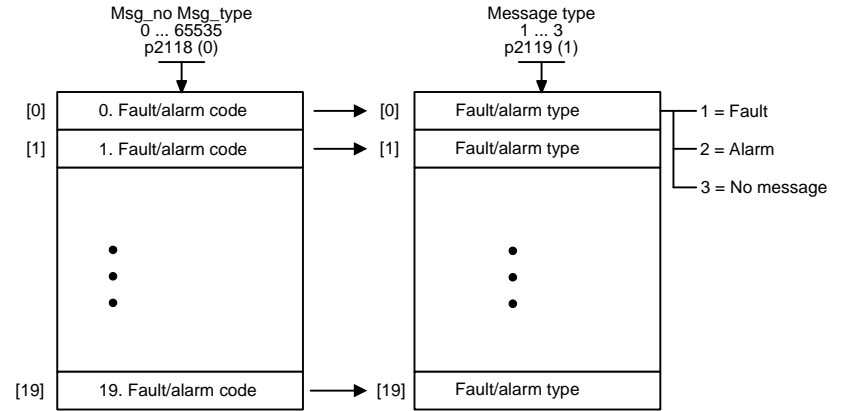 Msg_no Msg_type
0 ... 65535
p2118 (0)
Message type
1 ... 3
p2119 (1)
[0] 0. Fault/alarm code [0] Fault/alarm type 1 = Fault
[1] 1. Fault/alarm code [1] Fault/alarm type 2 = Alarm
3 = No message
[19] 19. Fault/alarm code [19] Fault/alarm type